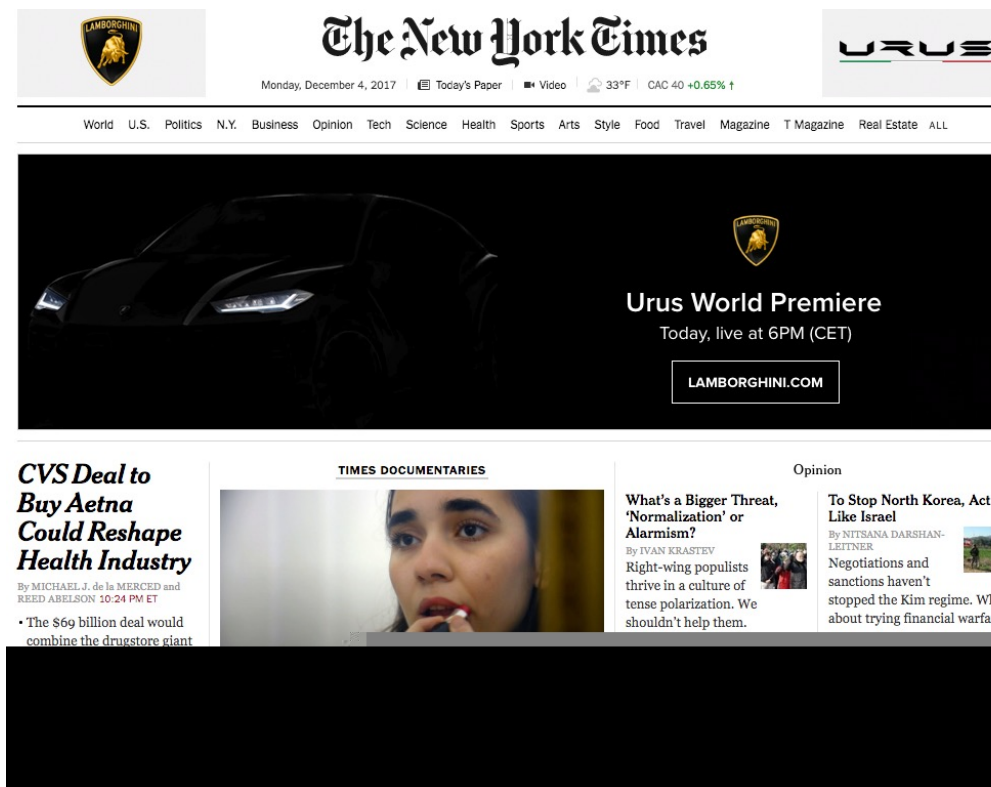 LAMBORGHINI
The New York Times
URUS
Monday, December 4, 2017 Today's Paper Video 33°F CAC 40 +0.65% ↑
World U.S. Politics N.Y. Business Opinion Tech Science Health Sports Arts Style Food Travel Magazine T Magazine Real Estate ALL
LAMBORGHINI
Urus World Premiere
Today, live at 6PM (CET)
LAMBORGHINI.COM
CVS Deal to
Buy Aetna
Could Reshape
Health Industry
By MICHAEL J. de la MERCED and
REED ABELSON 10:24 PM ET
• The $69 billion deal would
combine the drugstore giant
TIMES DOCUMENTARIES
Opinion
What's a Bigger Threat,
'Normalization' or
Alarmism?
By IVAN KRASTEV
Right-wing populists
thrive in a culture of
tense polarization. We
shouldn't help them.
To Stop North Korea, Act
Like Israel
By NITSANA DARSHAN-
LEITNER
Negotiations and
sanctions haven't
stopped the Kim regime.
about trying financial